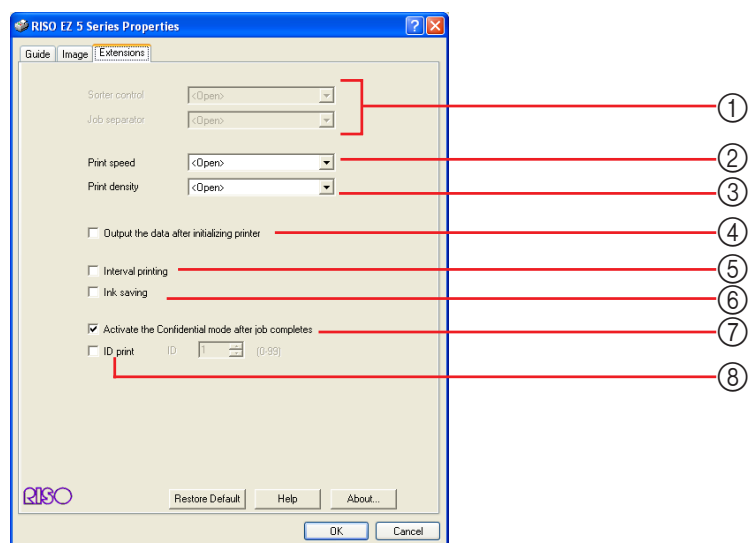 RISO EZ 5 Series Properties
Guide Image Extensions
Sorter control <Open>
①
Job separator <Open>
Print speed <Open>
②
Print density <Open>
③
Output the data after initializing printer
④
Interval printing
⑤
Ink saving
⑥
Activate the Confidential mode after job completes
⑦
ID print ID 1 (0-99)
⑧
RISO
Restore Default Help About...
OK Cancel